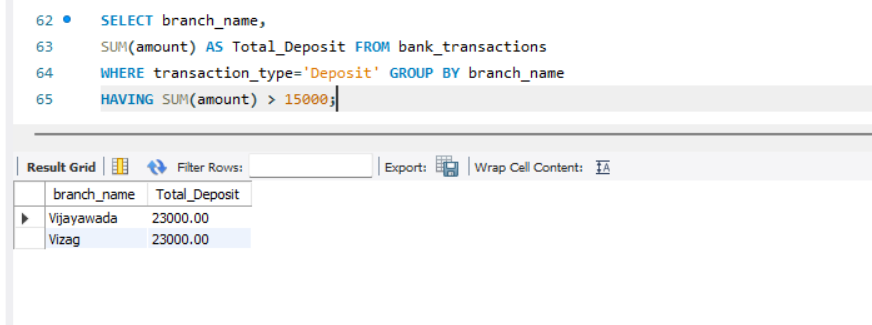 62 SELECT branch_name,
63 SUM(amount) AS Total_Deposit FROM bank_transactions
64 WHERE transaction_type='Deposit' GROUP BY branch_name
65 HAVING SUM(amount) > 15000;
Result Grid Filter Rows: Export: Wrap Cell Content: IA
branch_name Total_Deposit
Vijayawada 23000.00
Vizag 23000.00